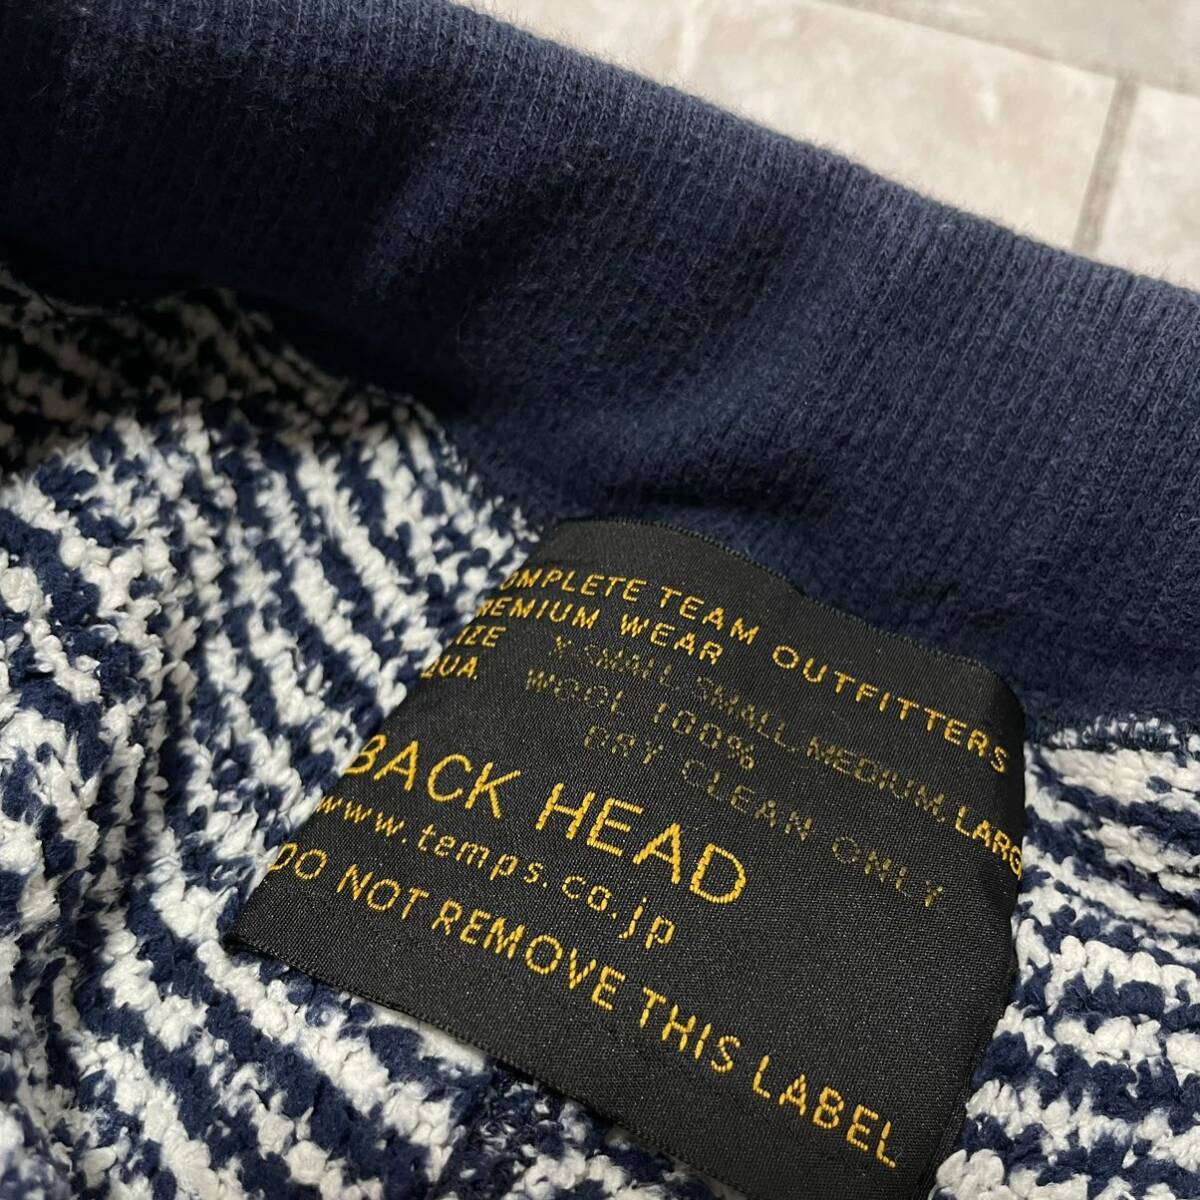 OMPLETE TEAM OUTFITTERS
REMIUM WEAR
IZE X-SMALL, SMALL, MEDIUM, LARG
QUA. WOOL 100%
DRY CLEAN ONLY
BACK HEAD
www.temps.co.jp
DO NOT REMOVE THIS LABEL